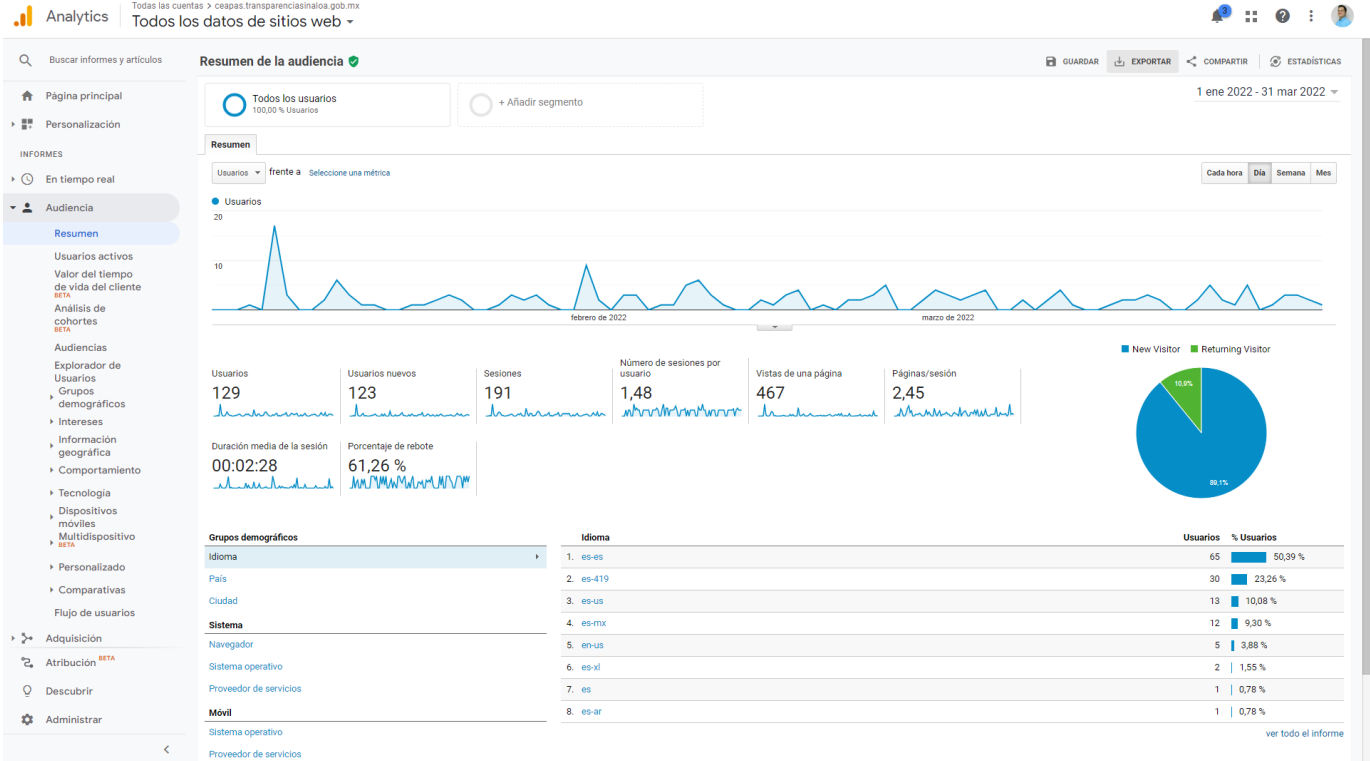 Todas las cuentas > ceapas.transparenciasinaloa.gob.mx
Analytics
Todos los datos de sitios web
3
Buscar informes y artículos
Página principal
Personalización
INFORMES
En tiempo real
Audiencia
Resumen
Usuarios activos
Valor del tiempo
de vida del cliente
BETA
Análisis de
cohortes
BETA
Audiencias
Explorador de
Usuarios
Grupos
demográficos
Intereses
Información
geográfica
Comportamiento
Tecnología
Dispositivos
móviles
Multidispositivo
BETA
Personalizado
Comparativas
Flujo de usuarios
Adquisición
Atribución BETA
Descubrir
Administrar
Resumen de la audiencia
GUARDAR EXPORTAR COMPARTIR ESTADÍSTICAS
Todos los usuarios
100,00 % Usuarios
+ Añadir segmento
1 ene 2022 - 31 mar 2022
Resumen
Usuarios frente a Seleccione una métrica
Cada hora Día Semana Mes
Usuarios
20
10
febrero de 2022 marzo de 2022
New Visitor Returning Visitor
10,9%
89,1%
Usuarios
129
Usuarios nuevos
123
Sesiones
191
Número de sesiones por
usuario
1,48
Vistas de una página
467
Páginas/sesión
2,45
Duración media de la sesión
00:02:28
Porcentaje de rebote
61,26 %
Grupos demográficos
Idioma
País
Ciudad
Sistema
Navegador
Sistema operativo
Proveedor de servicios
Móvil
Sistema operativo
Proveedor de servicios
Idioma Usuarios % Usuarios
1. es-es 65 50,39 %
2. es-419 30 23,26 %
3. es-us 13 10,08 %
4. es-mx 12 9,30 %
5. en-us 5 3,88 %
6. es-xl 2 1,55 %
7. es 1 0,78 %
8. es-ar 1 0,78 %
ver todo el informe